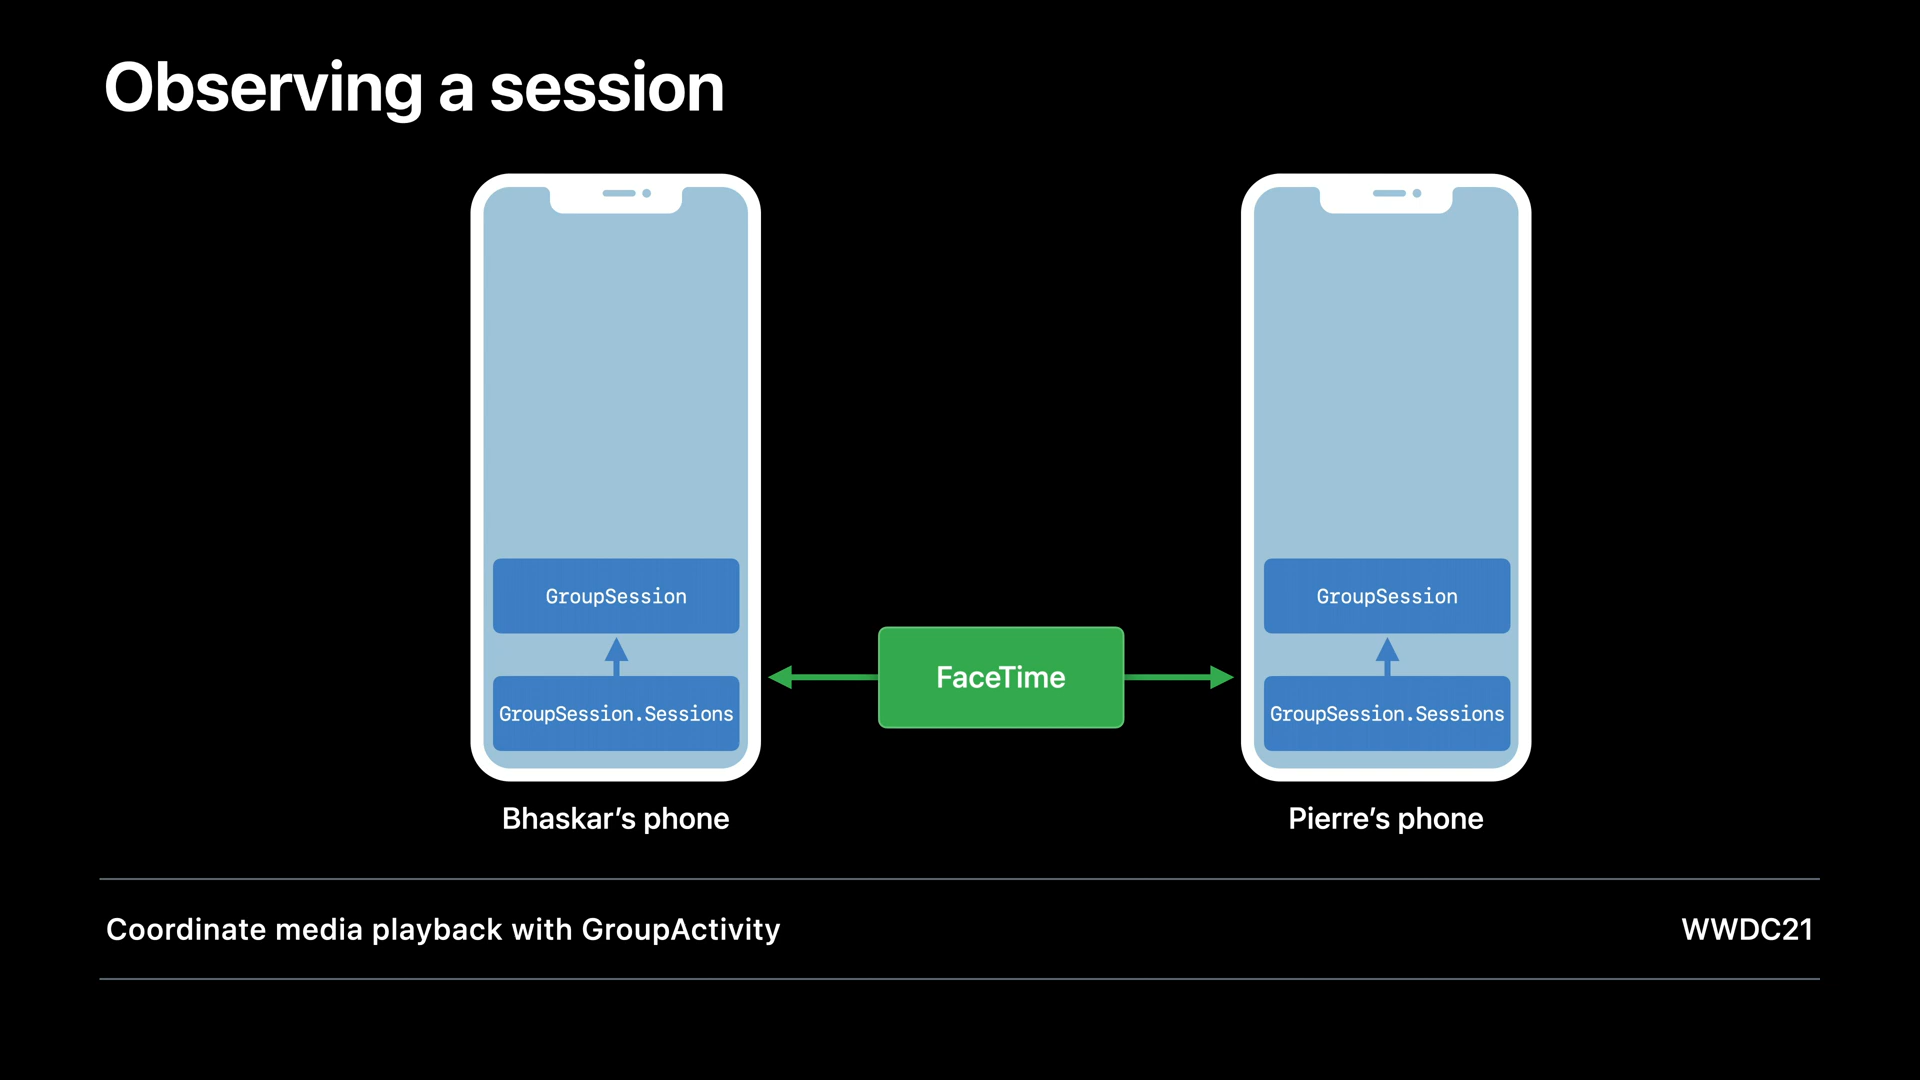 Observing a session
GroupSession
GroupSession
FaceTime
GroupSession.Sessions
GroupSession.Sessions
Bhaskar’s phone
Pierre’s phone
Coordinate media playback with GroupActivity
WWDC21